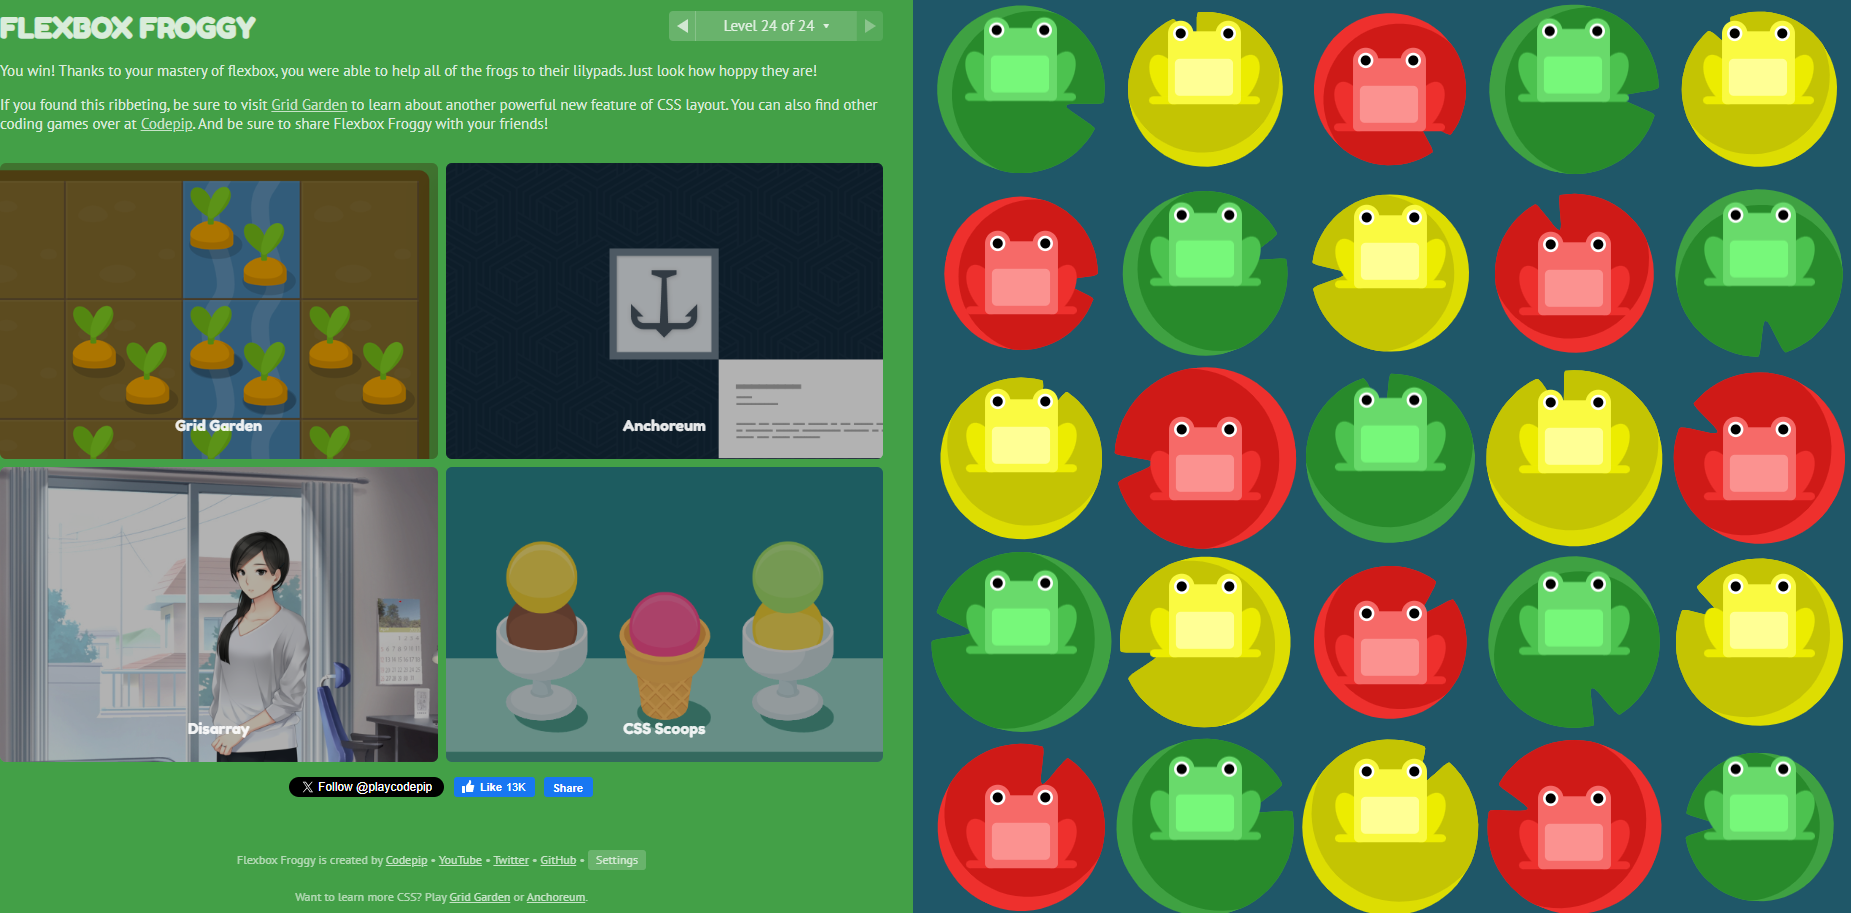 FLEXBOX FROGGY
Level 24 of 24
You win! Thanks to your mastery of flexbox, you were able to help all of the frogs to their lilypads. Just look how hoppy they are!
If you found this ribbeting, be sure to visit Grid Garden to learn about another powerful new feature of CSS layout. You can also find other
coding games over at Codepip. And be sure to share Flexbox Froggy with your friends!
Grid Garden
Anchoreum
Disarray
CSS Scoops
Follow @playcodepip
Like 13K
Share
Flexbox Froggy is created by Codepip • YouTube • Twitter • GitHub • Settings
Want to learn more CSS? Play Grid Garden or Anchoreum.